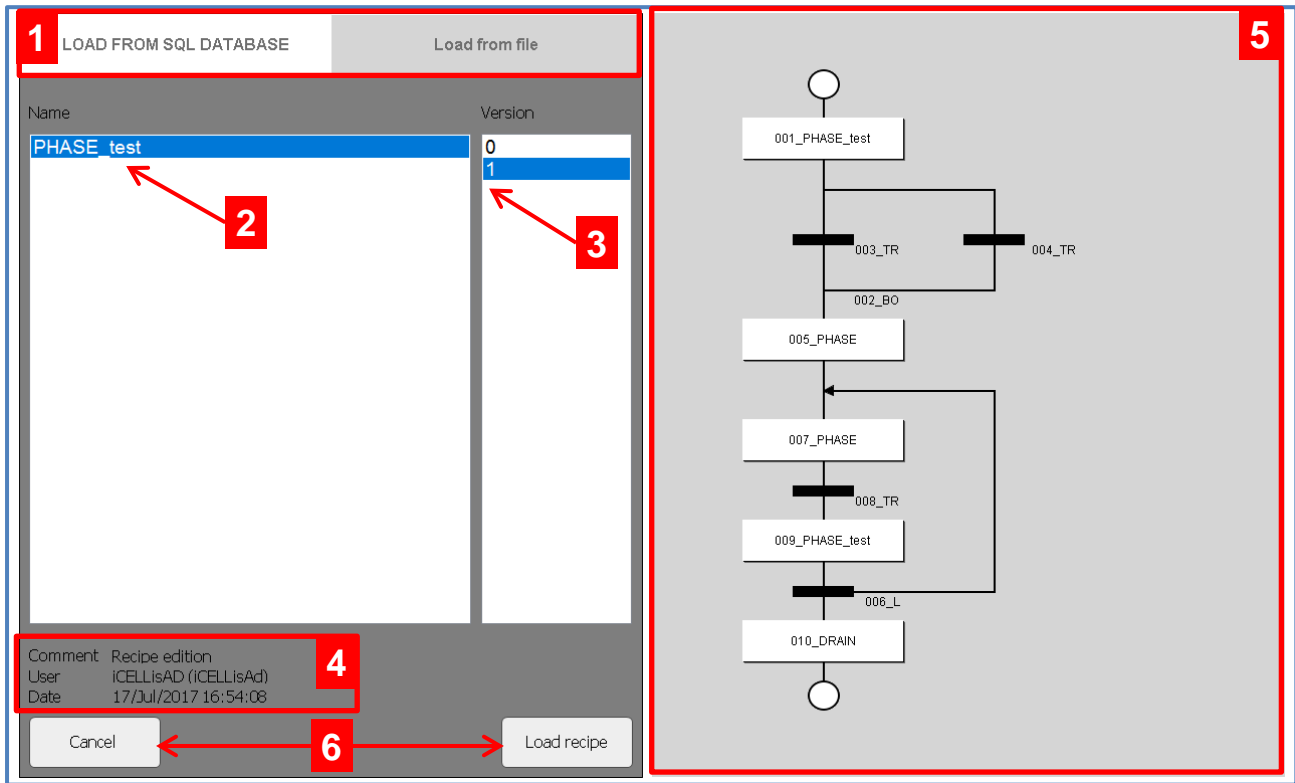 1
LOAD FROM SQL DATABASE
Load from file
Name
Version
PHASE_test
0
1
2
3
Comment Recipe edition
User iCELLisAD (iCELLisAd)
Date 17/Jul/2017 16:54:08
4
Cancel
6
Load recipe
5
001_PHASE_test
003_TR
004_TR
002_BO
005_PHASE
007_PHASE
008_TR
009_PHASE_test
006_L
010_DRAIN